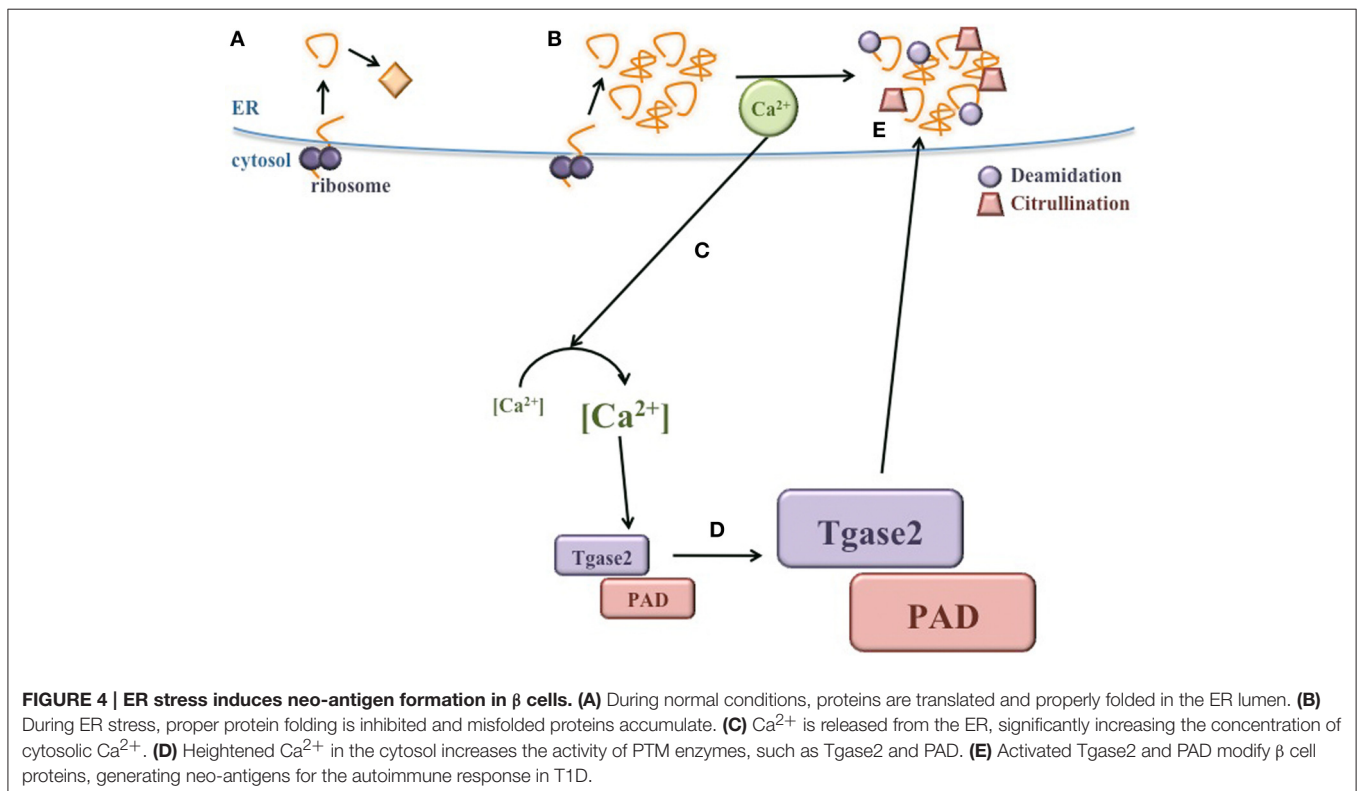 A
B
Ca²⁺
E
ER
cytosol
ribosome
Deamidation
Citrullination
C
[Ca²⁺]
[Ca²⁺]
D
Tgase2
PAD
Tgase2
PAD
FIGURE 4 | ER stress induces neo-antigen formation in β cells. (A) During normal conditions, proteins are translated and properly folded in the ER lumen. (B)
During ER stress, proper protein folding is inhibited and misfolded proteins accumulate. (C) Ca²⁺ is released from the ER, significantly increasing the concentration of
cytosolic Ca²⁺. (D) Heightened Ca²⁺ in the cytosol increases the activity of PTM enzymes, such as Tgase2 and PAD. (E) Activated Tgase2 and PAD modify β cell
proteins, generating neo-antigens for the autoimmune response in T1D.